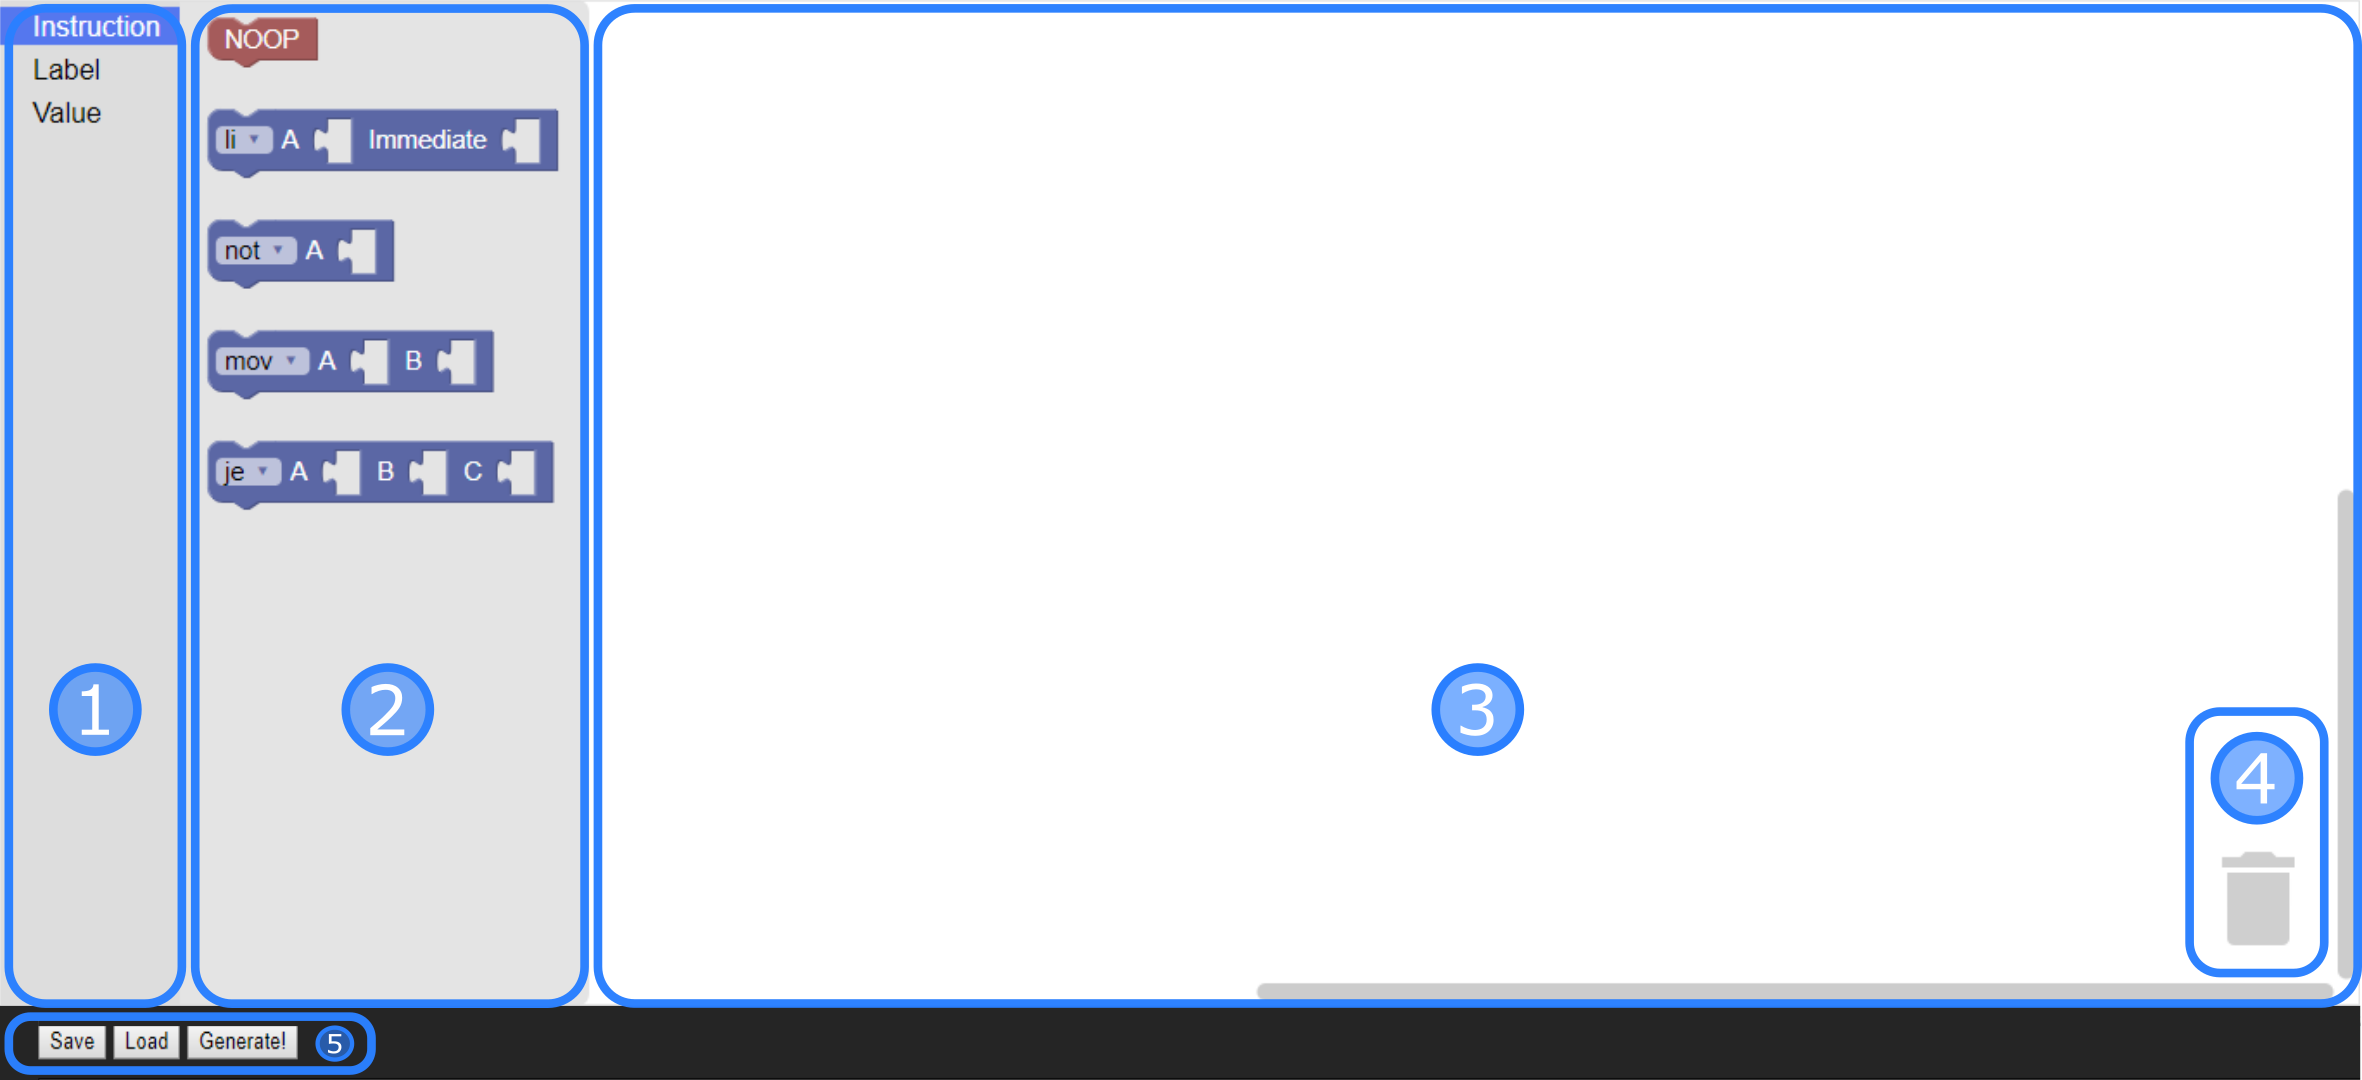 Instruction
Label
Value
NOOP
li A Immediate
not A
mov A B
je A B C
1
2
3
4
Save Load Generate! 5